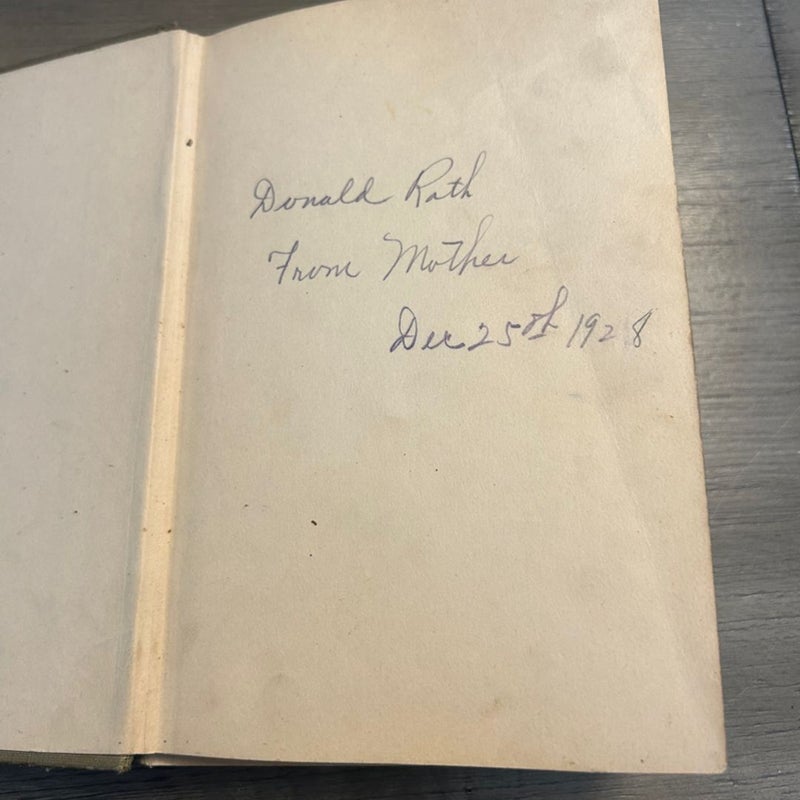 Donald Rath
From Mother
Dec 25th 1928